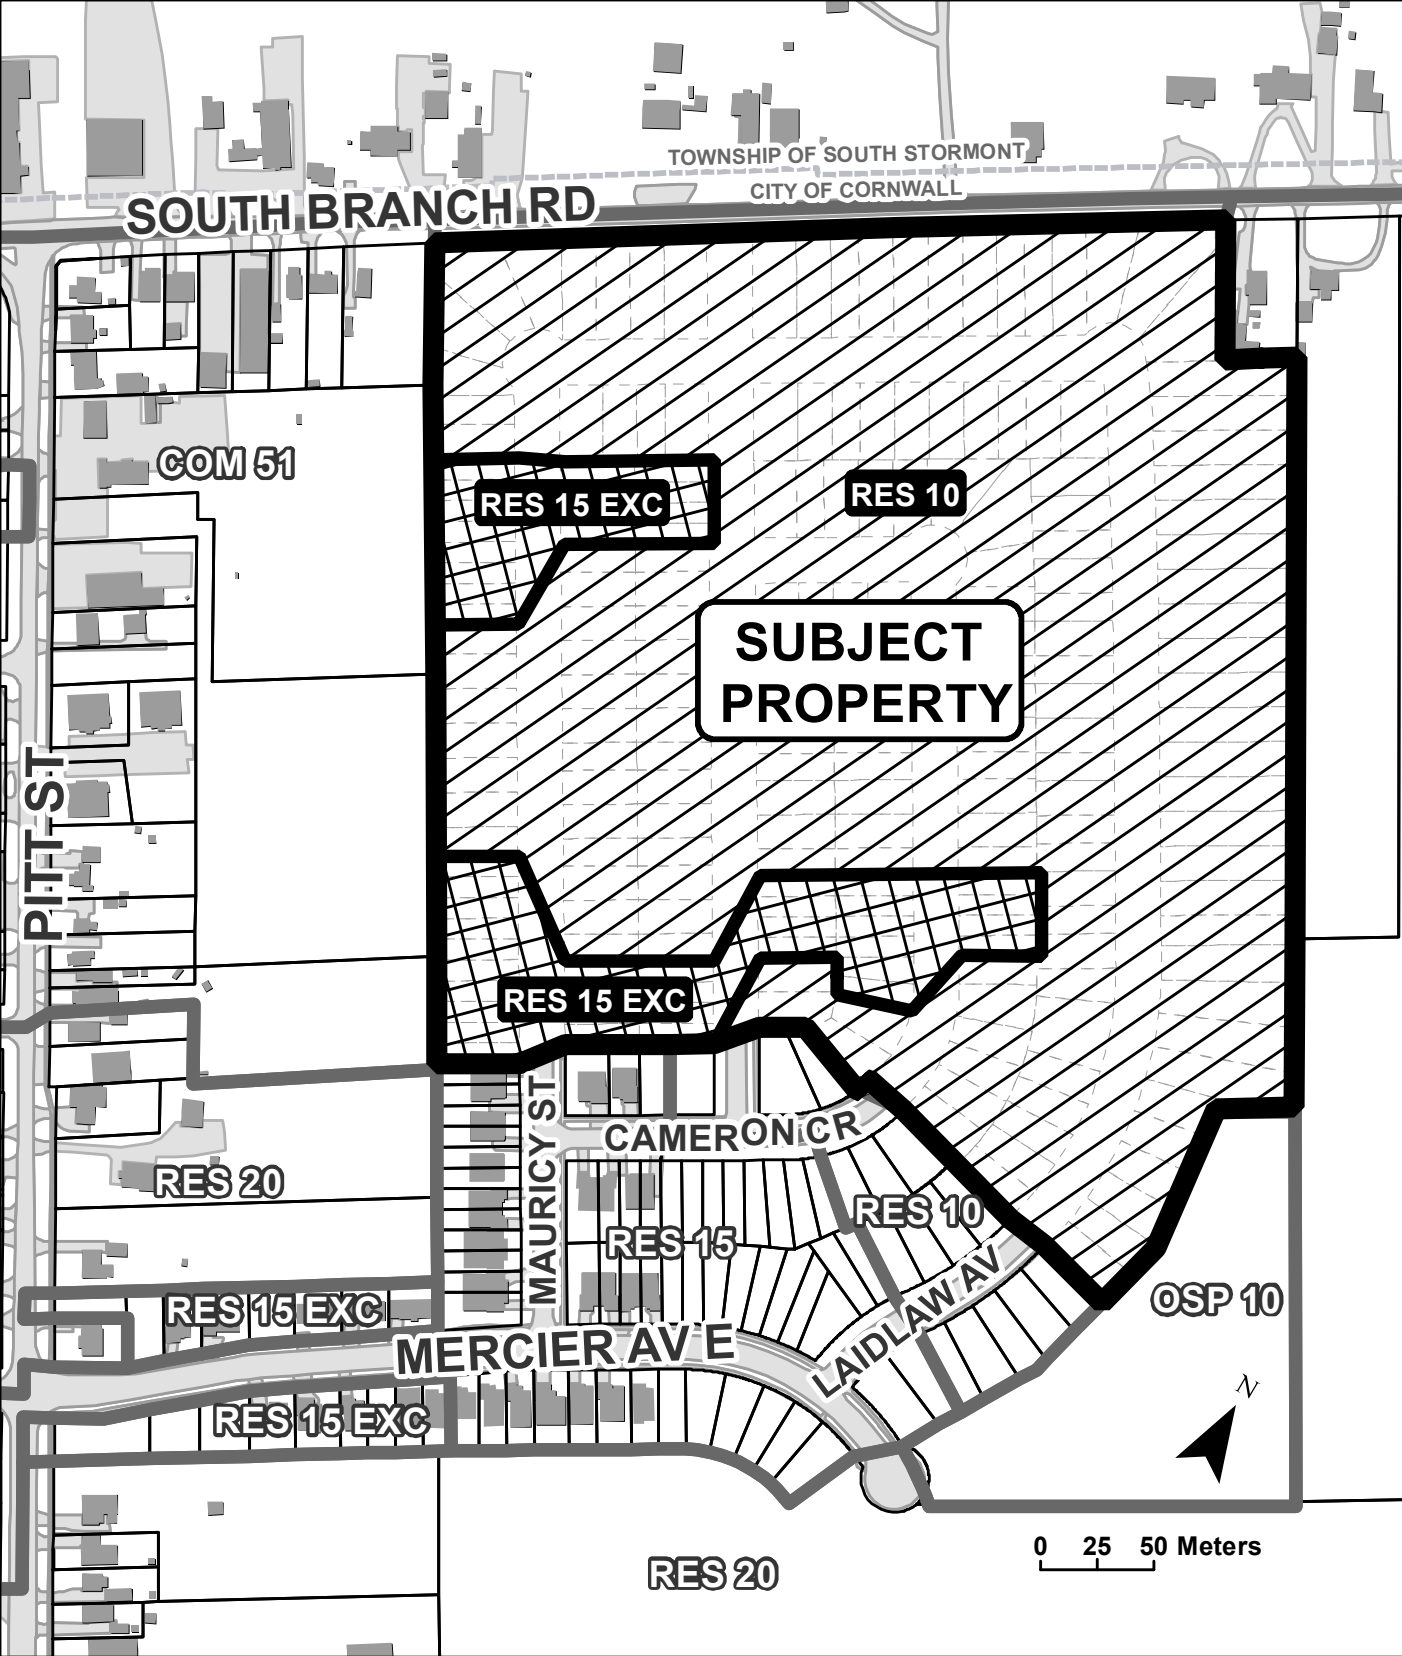 TOWNSHIP OF SOUTH STORMONT
CITY OF CORNWALL
SOUTH BRANCH RD
COM 51
RES 15 EXC
RES 10
SUBJECT
PROPERTY
PITT ST
RES 15 EXC
MAURICY ST
CAMERON CR
RES 20
RES 10
RES 15
LAIDLAW AV
OSP 10
RES 15 EXC
MERCIER AV E
RES 15 EXC
N
0 25 50 Meters
RES 20